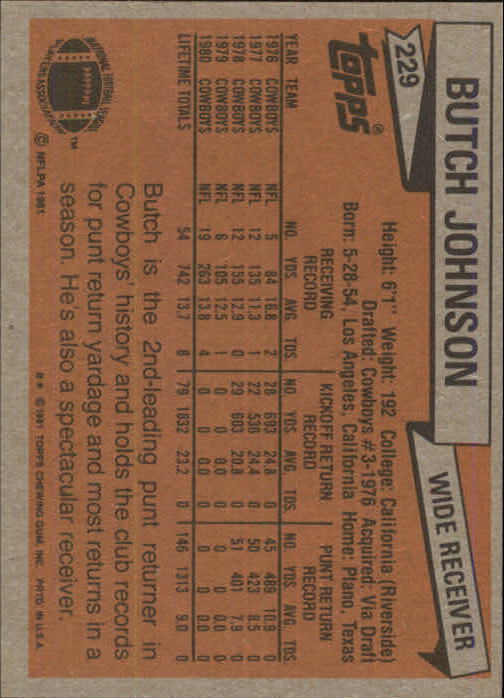 BUTCH JOHNSON
WIDE RECEIVER
229
TOPPS®
Height: 6'1" Weight: 192 College: California (Riverside)
Drafted: Cowboys #3-1976 Acquired: Via Draft
Born: 5-28-54, Los Angeles, California Home: Plano, Texas
RECEIVING RECORD KICKOFF RETURN RECORD PUNT RETURN RECORD
YEAR TEAM NO. YDS. AVG. TDS. NO. YDS. AVG. TDS. NO. YDS. AVG. TDS.
1976 COWBOYS NFL 5 84 16.8 2 28 693 24.8 0 45 489 10.9 0
1977 COWBOYS NFL 12 135 11.3 1 22 536 24.4 0 50 423 8.5 0
1978 COWBOYS NFL 12 155 12.9 0 29 603 20.8 0 51 401 7.9 0
1979 COWBOYS NFL 6 105 12.5 1 0 0 0.0 0 0 0 0.0 0
1980 COWBOYS NFL 19 263 13.8 4 0 0 0.0 0 0 0 0.0 0
LIFETIME TOTALS 54 742 13.7 8 79 1832 23.2 0 146 1313 9.0 0
Butch is the 2nd-leading punt returner in
Cowboys' history and holds the club records
for punt return yardage and most returns in a
season. He's also a spectacular receiver.
NATIONAL FOOTBALL LEAGUE
PLAYERS ASSOCIATION
TM
© NFLPA 1981
** © 1981 TOPPS CHEWING GUM, INC. PRTD. IN U.S.A.